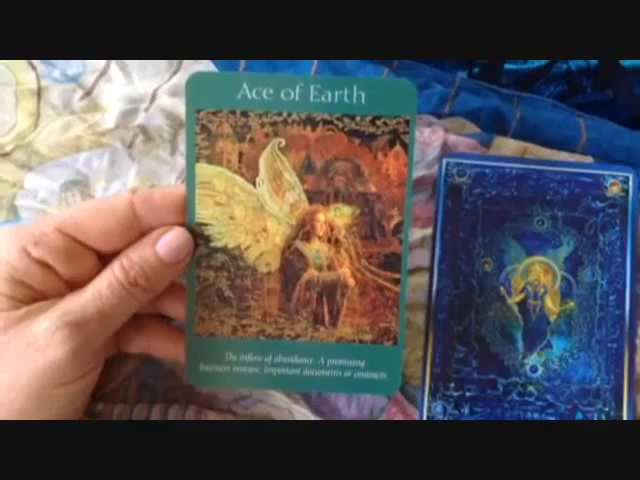 Ace of Earth
The inflow of abundance. A promising
business venture. Important documents or contracts.